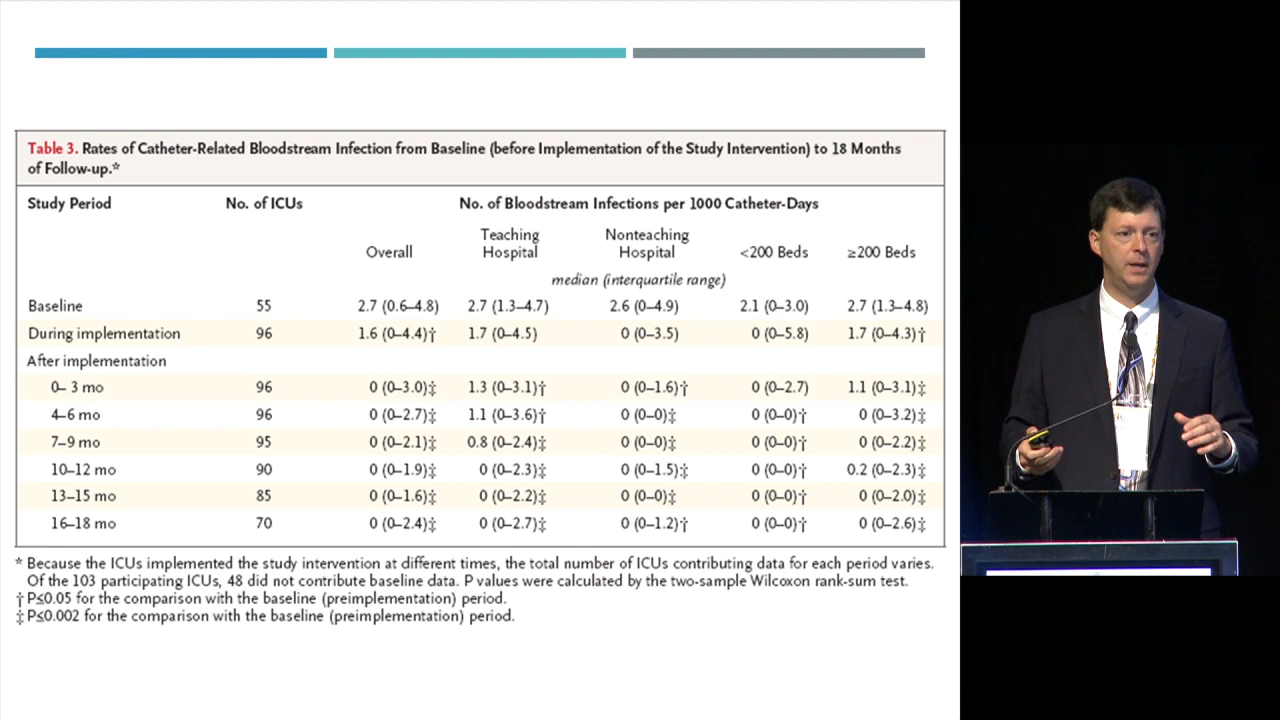 Table 3. Rates of Catheter-Related Bloodstream Infection from Baseline (before Implementation of the Study Intervention) to 18 Months
of Follow-up.*
Study Period No. of ICUs No. of Bloodstream Infections per 1000 Catheter-Days
Overall Teaching Hospital Nonteaching Hospital <200 Beds ≥200 Beds
median (interquartile range)
Baseline 55 2.7 (0.6–4.8) 2.7 (1.3–4.7) 2.6 (0–4.9) 2.1 (0–3.0) 2.7 (1.3–4.8)
During implementation 96 1.6 (0–4.4)† 1.7 (0–4.5) 0 (0–3.5) 0 (0–5.8) 1.7 (0–4.3)†
After implementation
0– 3 mo 96 0 (0–3.0)‡ 1.3 (0–3.1)† 0 (0–1.6)† 0 (0–2.7) 1.1 (0–3.1)‡
4–6 mo 96 0 (0–2.7)‡ 1.1 (0–3.6)† 0 (0–0)‡ 0 (0–0)† 0 (0–3.2)‡
7–9 mo 95 0 (0–2.1)‡ 0.8 (0–2.4)‡ 0 (0–0)‡ 0 (0–0)† 0 (0–2.2)‡
10–12 mo 90 0 (0–1.9)‡ 0 (0–2.3)‡ 0 (0–1.5)‡ 0 (0–0)† 0.2 (0–2.3)‡
13–15 mo 85 0 (0–1.6)‡ 0 (0–2.2)‡ 0 (0–0)‡ 0 (0–0)† 0 (0–2.0)‡
16–18 mo 70 0 (0–2.4)‡ 0 (0–2.7)‡ 0 (0–1.2)† 0 (0–0)† 0 (0–2.6)‡
* Because the ICUs implemented the study intervention at different times, the total number of ICUs contributing data for each period varies.
Of the 103 participating ICUs, 48 did not contribute baseline data. P values were calculated by the two-sample Wilcoxon rank-sum test.
† P≤0.05 for the comparison with the baseline (preimplementation) period.
‡ P≤0.002 for the comparison with the baseline (preimplementation) period.